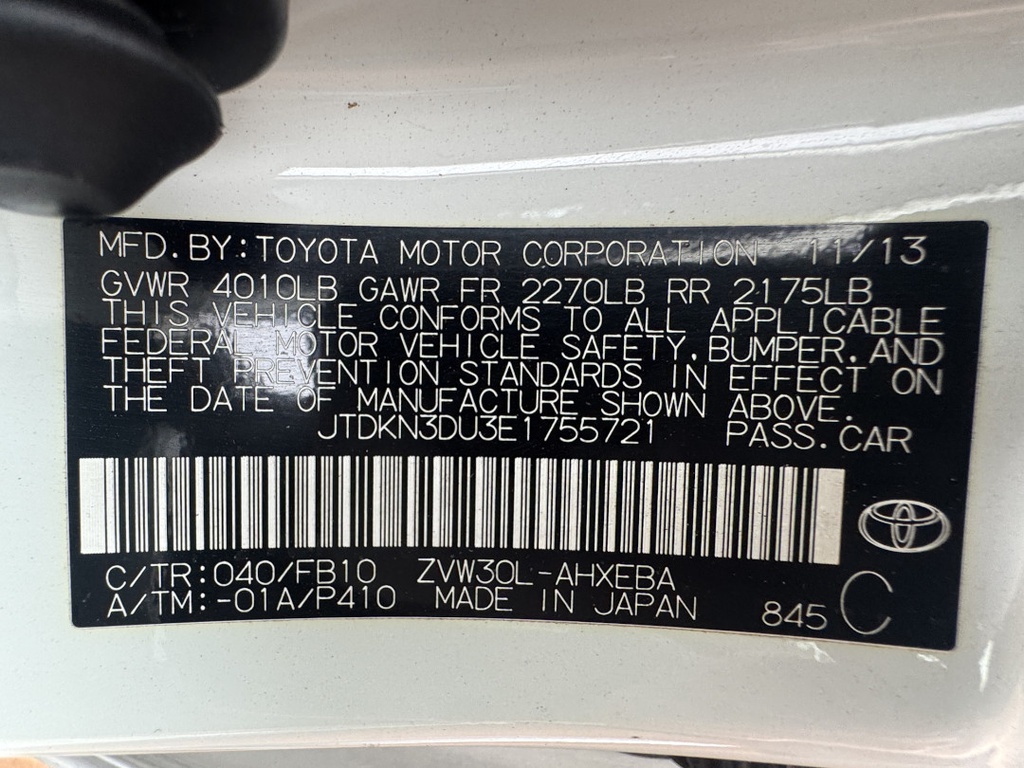 MFD. BY: TOYOTA MOTOR CORPORATION 11/13
GVWR 4010LB GAWR FR 2270LB RR 2175LB
THIS VEHICLE CONFORMS TO ALL APPLICABLE
FEDERAL MOTOR VEHICLE SAFETY, BUMPER, AND
THEFT PREVENTION STANDARDS IN EFFECT ON
THE DATE OF MANUFACTURE SHOWN ABOVE.
JTDKN3DU3E1755721 PASS. CAR
C/TR: 040/FB10 ZVW30L-AHXEBA
A/TM: -01A/P410 MADE IN JAPAN 845 C